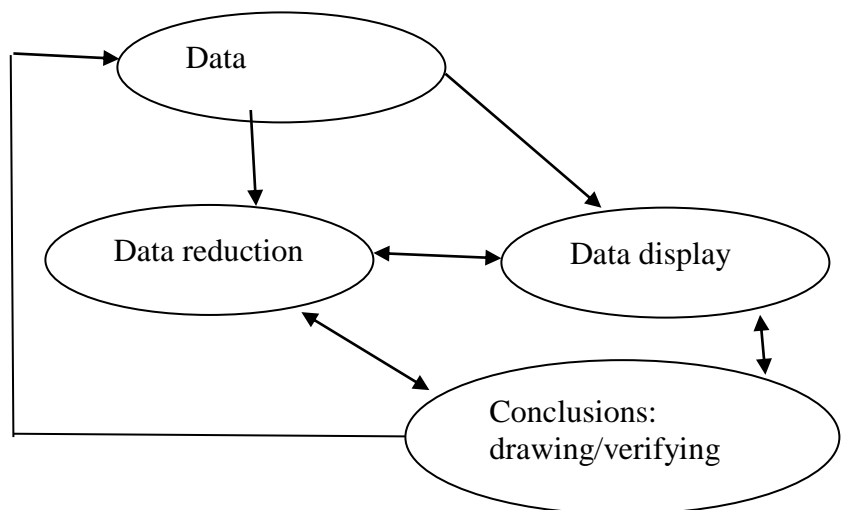 Data
Data reduction
Data display
Conclusions:
drawing/verifying